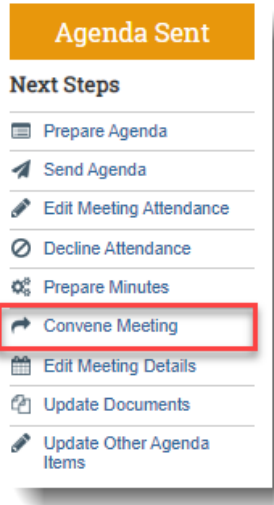 Agenda Sent
Next Steps
Prepare Agenda
Send Agenda
Edit Meeting Attendance
Decline Attendance
Prepare Minutes
Convene Meeting
Edit Meeting Details
Update Documents
Update Other Agenda
Items